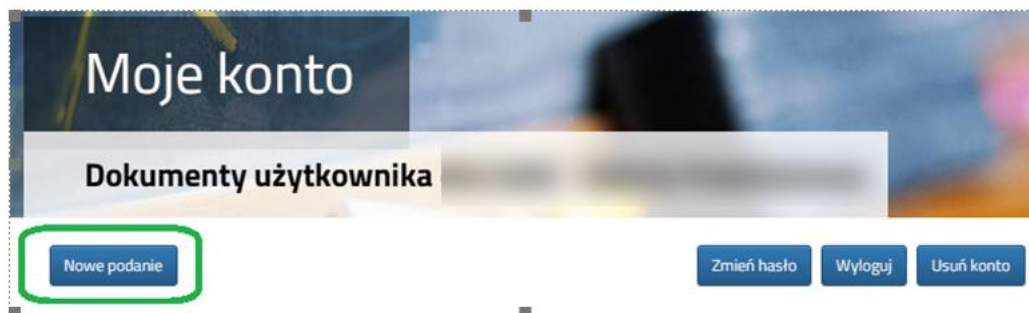 Moje konto
Dokumenty użytkownika
Nowe podanie Zmień hasło Wyloguj Usuń konto